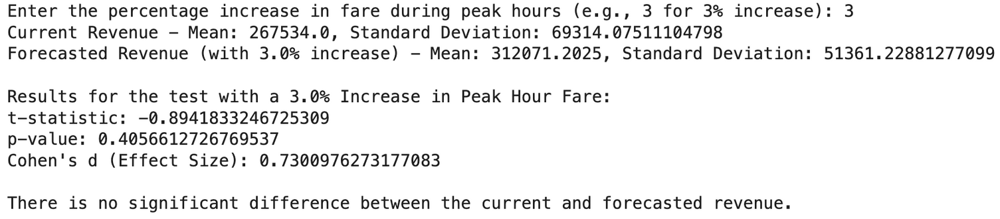 Enter the percentage increase in fare during peak hours (e.g., 3 for 3% increase): 3
Current Revenue – Mean: 267534.0, Standard Deviation: 69314.07511104798
Forecasted Revenue (with 3.0% increase) – Mean: 312071.2025, Standard Deviation: 51361.22881277099
Results for the test with a 3.0% Increase in Peak Hour Fare:
t–statistic: –0.8941833246725309
p–value: 0.4056612726769537
Cohen's d (Effect Size): 0.7300976273177083
There is no significant difference between the current and forecasted revenue.